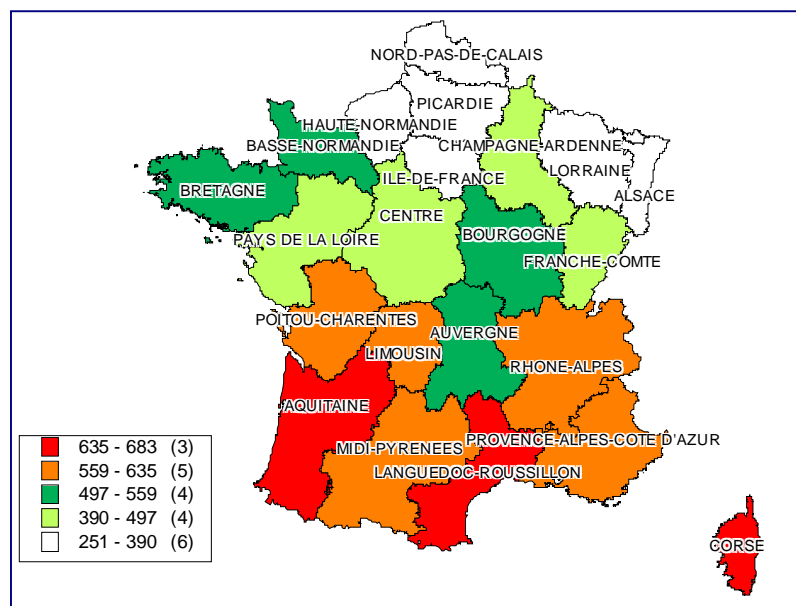 NORD-PAS-DE-CALAIS
PICARDIE
HAUTE-NORMANDIE
BASSE-NORMANDIE
CHAMPAGNE-ARDENNE
LORRAINE
ILE-DE-FRANCE
ALSACE
BRETAGNE
CENTRE
PAYS DE LA LOIRE
BOURGOGNE
FRANCHE-COMTE
POITOU-CHARENTES
AUVERGNE
LIMOUSIN
RHONE-ALPES
AQUITAINE
MIDI-PYRENEES
PROVENCE-ALPES-COTE D'AZUR
LANGUEDOC-ROUSSILLON
CORSE
635 - 683 (3)
559 - 635 (5)
497 - 559 (4)
390 - 497 (4)
251 - 390 (6)